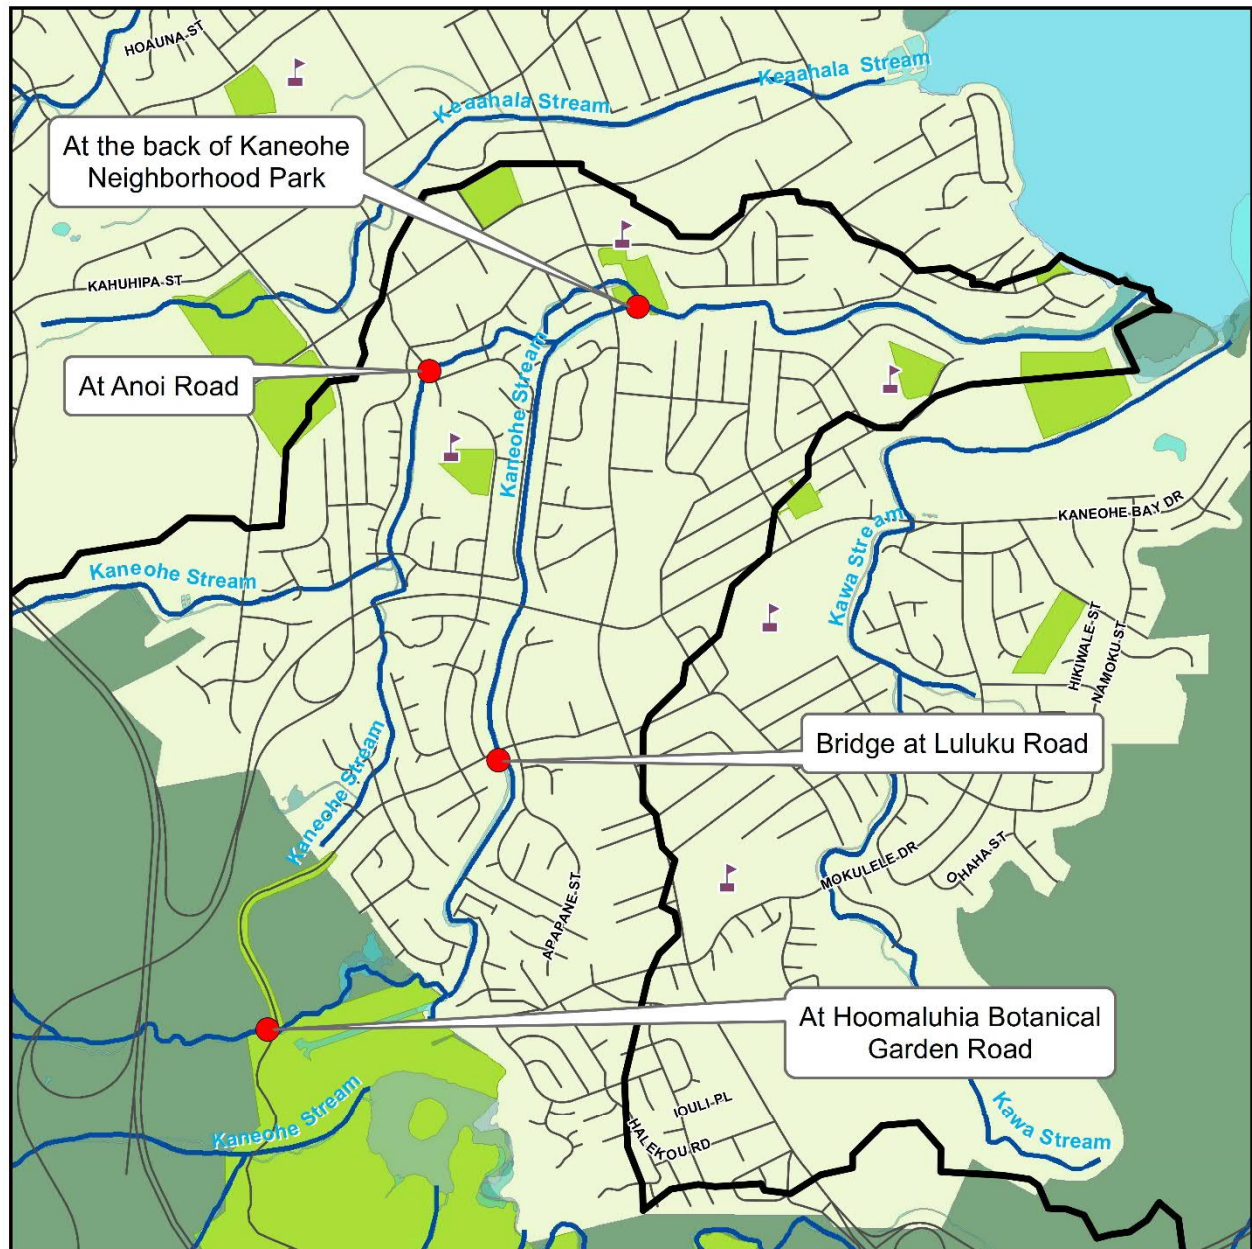 HOAUNA ST
Keaahala Stream
Keaahala Stream
At the back of Kaneohe
Neighborhood Park
KAHUHIPA ST
At Anoi Road
Kaneohe Stream
Kaneohe Stream
Kawa Stream
KANEOHE BAY DR
HIKIWALE ST
NAMOKU ST
Bridge at Luluku Road
Kaneohe Stream
MOKULELE DR
OHAHA ST
APAPANE ST
At Hoomaluhia Botanical
Garden Road
Kaneohe Stream
IOULI PL
HALEKOU RD
Kawa Stream